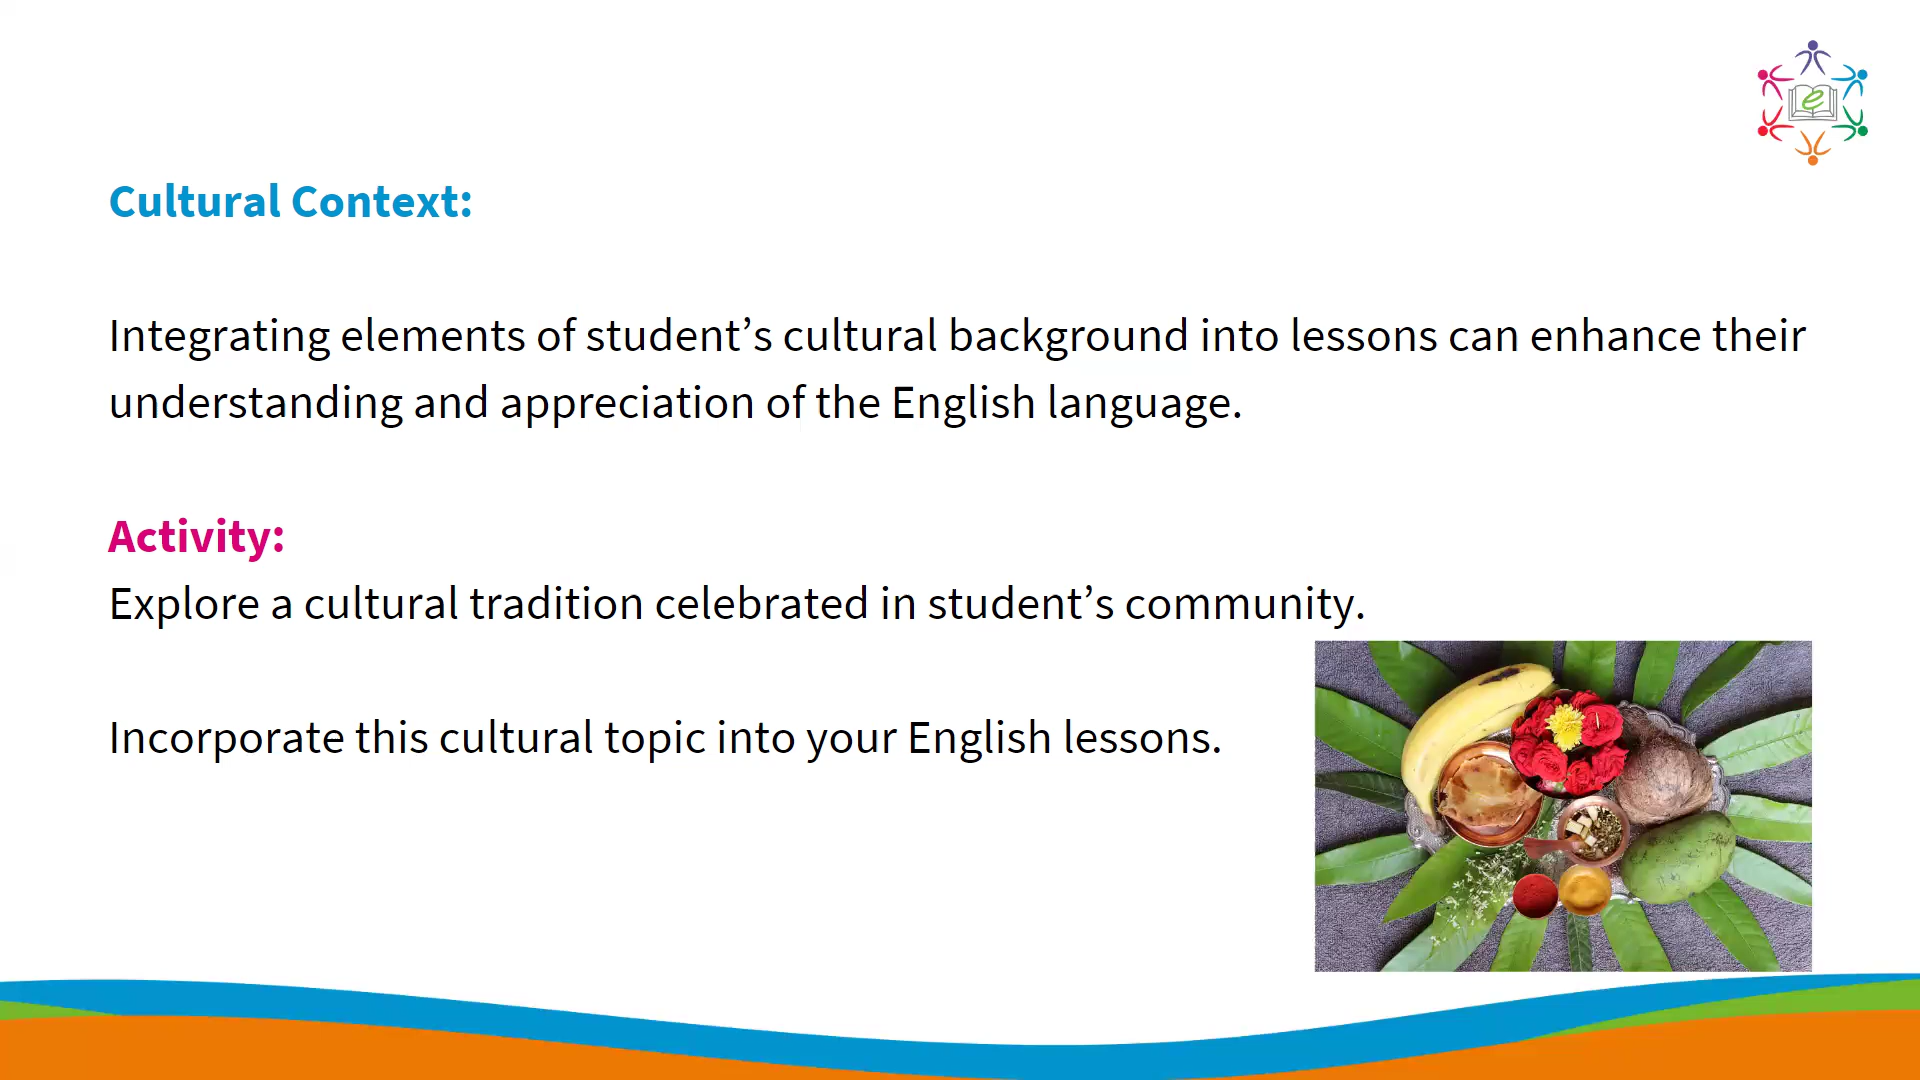 Cultural Context:
Integrating elements of student’s cultural background into lessons can enhance their
understanding and appreciation of the English language.
Activity:
Explore a cultural tradition celebrated in student’s community.
Incorporate this cultural topic into your English lessons.
e